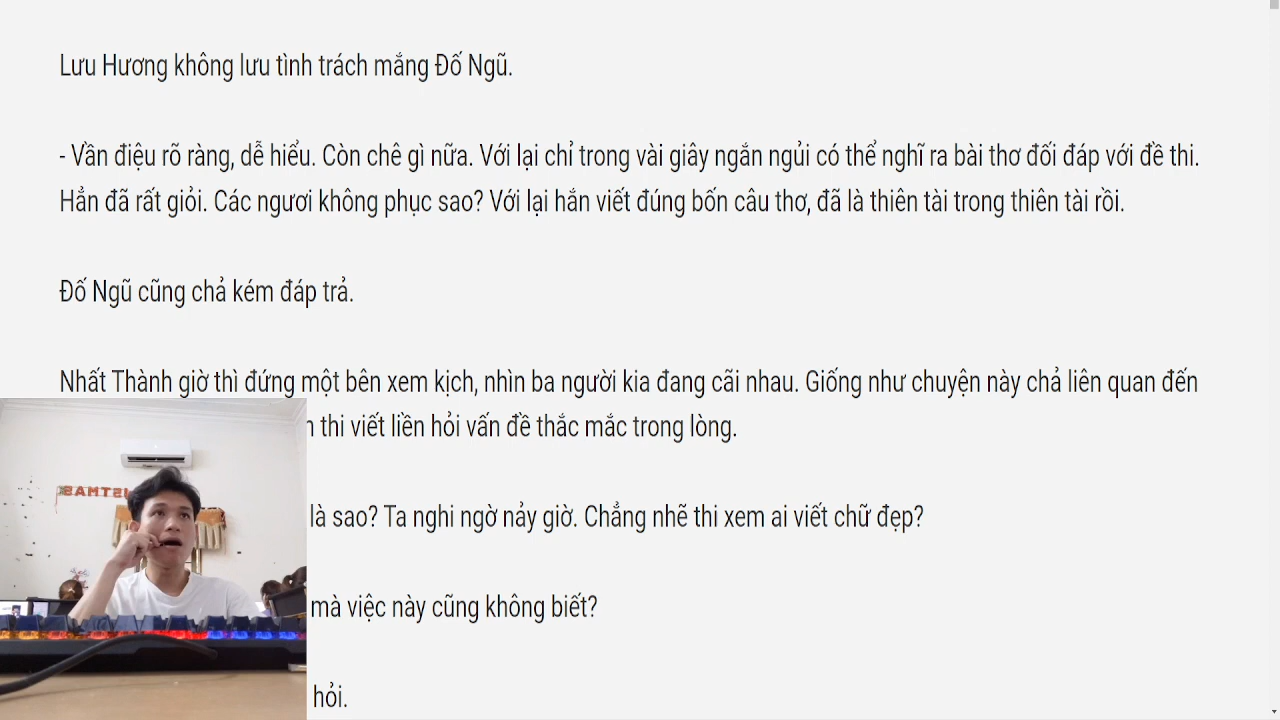 Lưu Hương không lưu tình trách mắng Đố Ngũ.
- Vần điệu rõ ràng, dễ hiểu. Còn chê gì nữa. Với lại chỉ trong vài giây ngắn ngủi có thể nghĩ ra bài thơ đối đáp với đề thi.
Hẳn đã rất giỏi. Các ngươi không phục sao? Với lại hắn viết đúng bốn câu thơ, đã là thiên tài trong thiên tài rồi.
Đố Ngũ cũng chả kém đáp trả.
Nhất Thành giờ thì đứng một bên xem kịch, nhìn ba người kia đang cãi nhau. Giống như chuyện này chả liên quan đến
thi viết liền hỏi vấn đề thắc mắc trong lòng.
là sao? Ta nghi ngờ nảy giờ. Chẳng nhẽ thi xem ai viết chữ đẹp?
mà việc này cũng không biết?
hỏi.